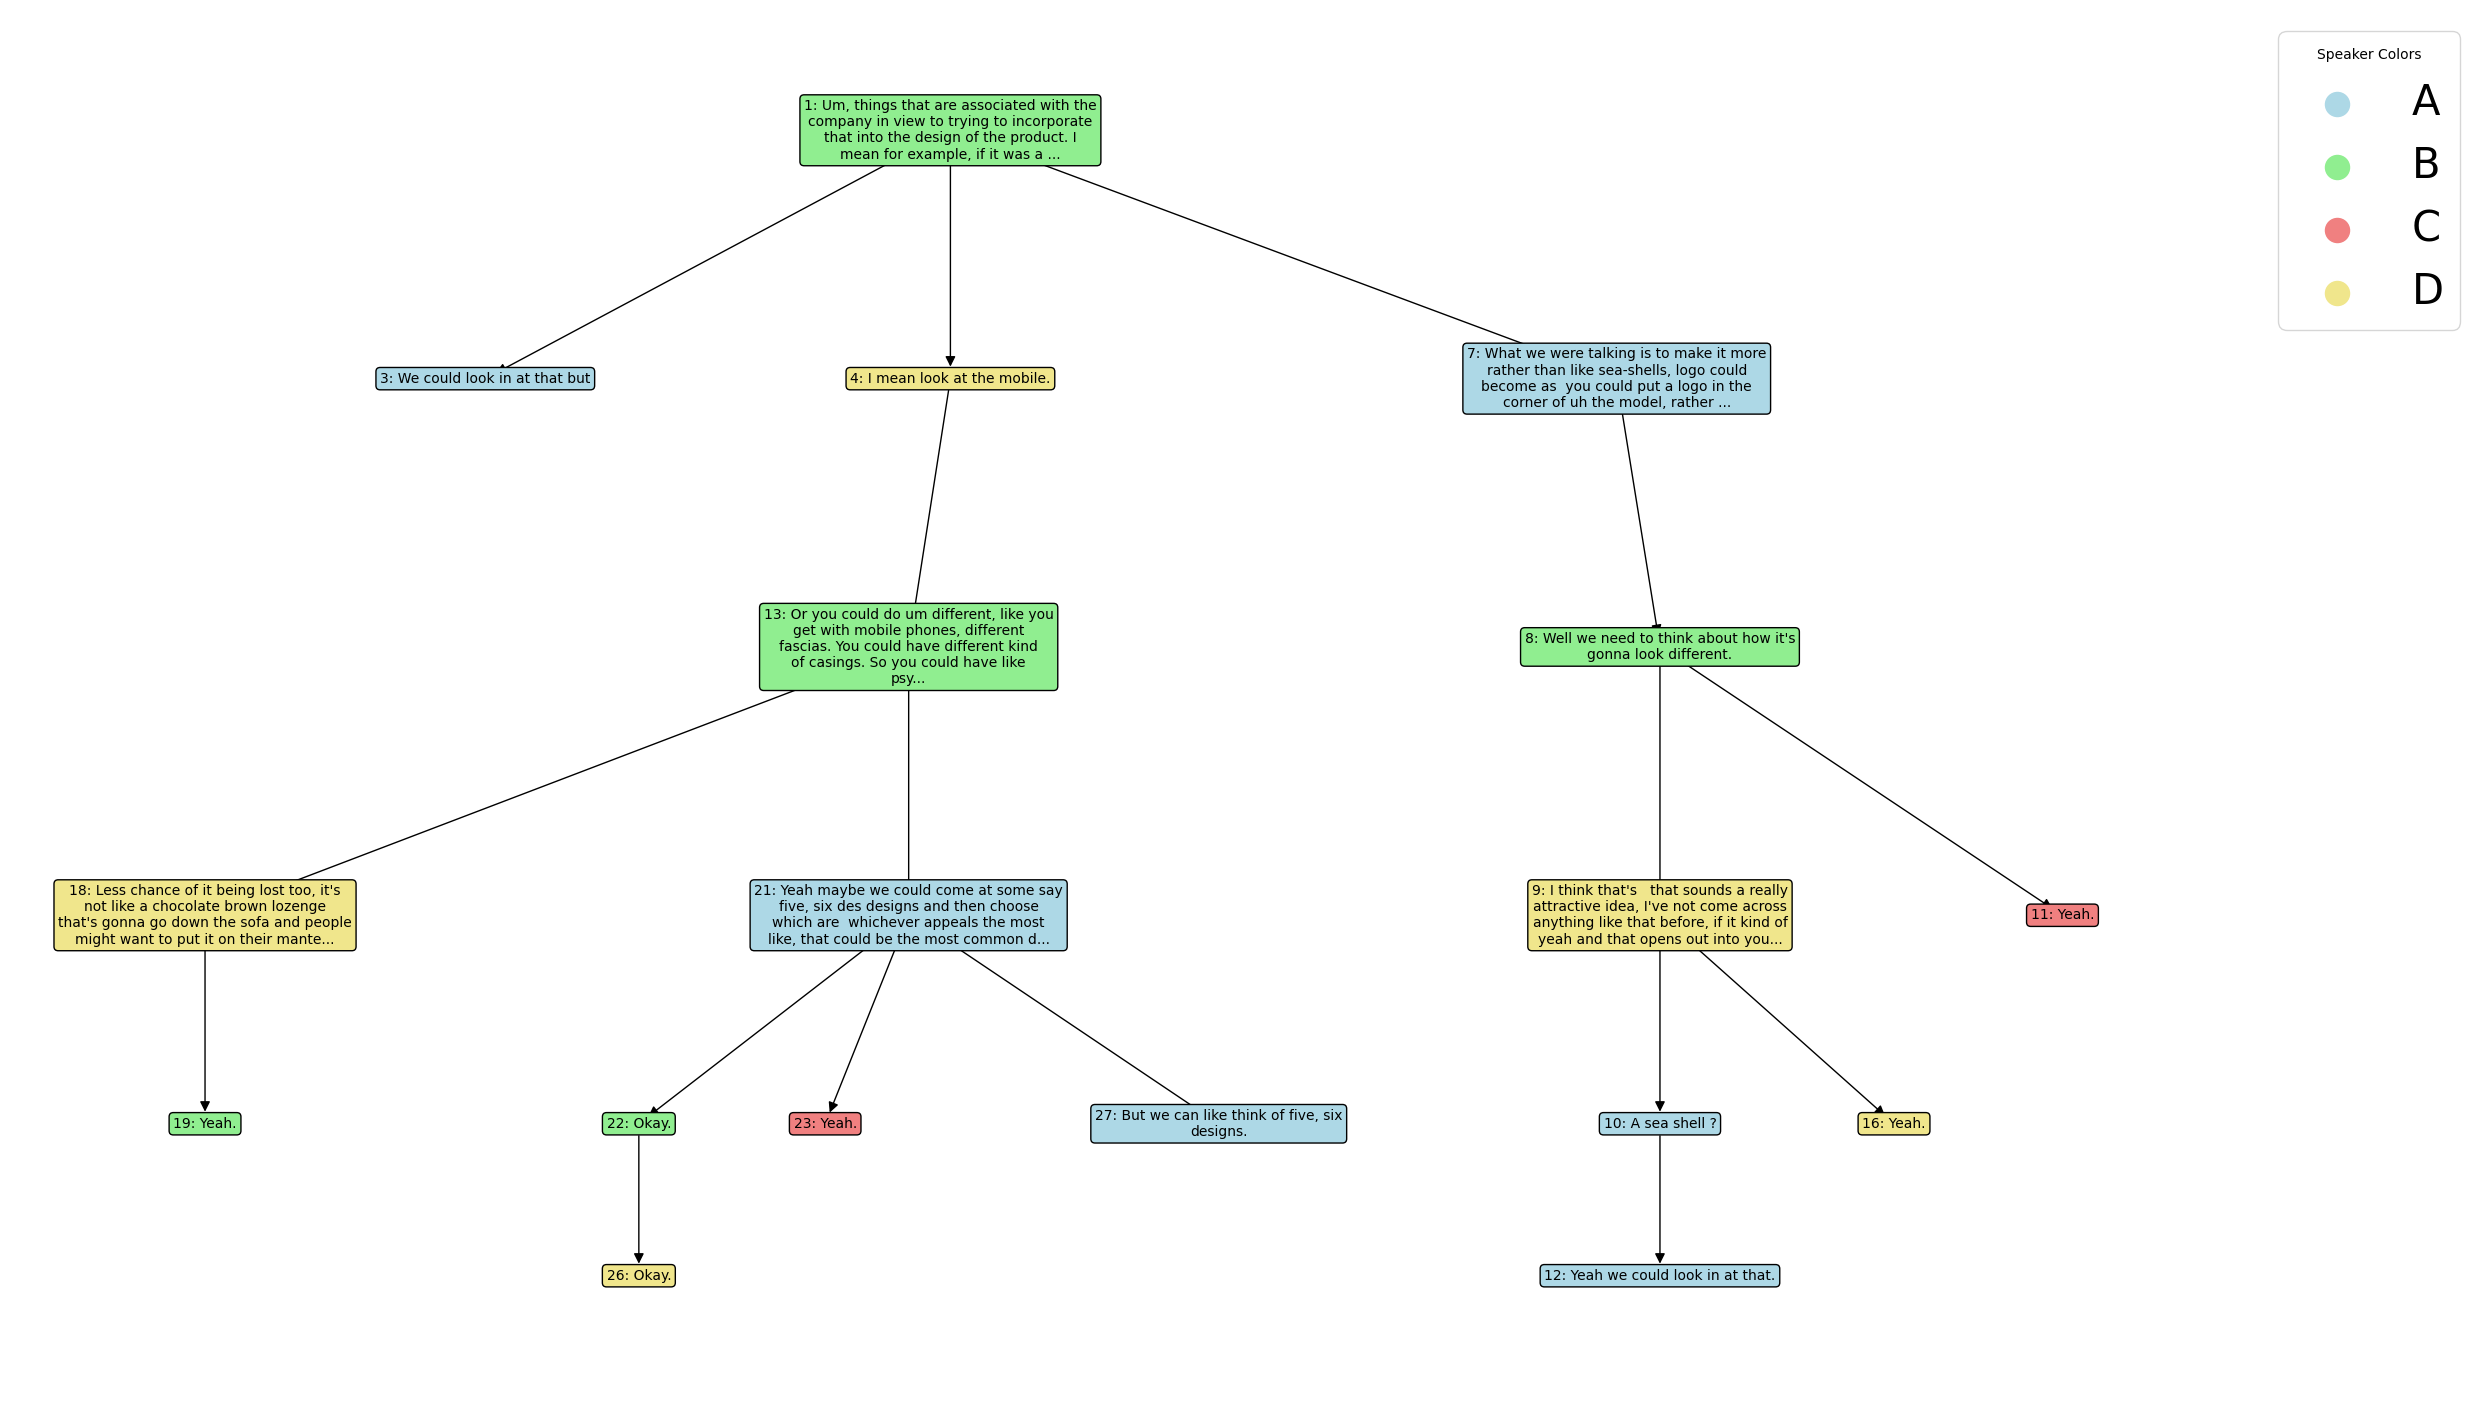 Speaker Colors
A
B
C
D
1: Um, things that are associated with the
company in view to trying to incorporate
that into the design of the product. I
mean for example, if it was a ...
3: We could look in at that but
4: I mean look at the mobile.
7: What we were talking is to make it more
rather than like sea-shells, logo could
become as  you could put a logo in the
corner of uh the model, rather ...
13: Or you could do um different, like you
get with mobile phones, different
fascias. You could have different kind
of casings. So you could have like
psy...
8: Well we need to think about how it's
gonna look different.
18: Less chance of it being lost too, it's
not like a chocolate brown lozenge
that's gonna go down the sofa and people
might want to put it on their mante...
21: Yeah maybe we could come at some say
five, six des designs and then choose
which are  whichever appeals the most
like, that could be the most common d...
9: I think that's   that sounds a really
attractive idea, I've not come across
anything like that before, if it kind of
yeah and that opens out into you...
11: Yeah.
19: Yeah.
22: Okay.
23: Yeah.
27: But we can like think of five, six
designs.
10: A sea shell ?
16: Yeah.
26: Okay.
12: Yeah we could look in at that.